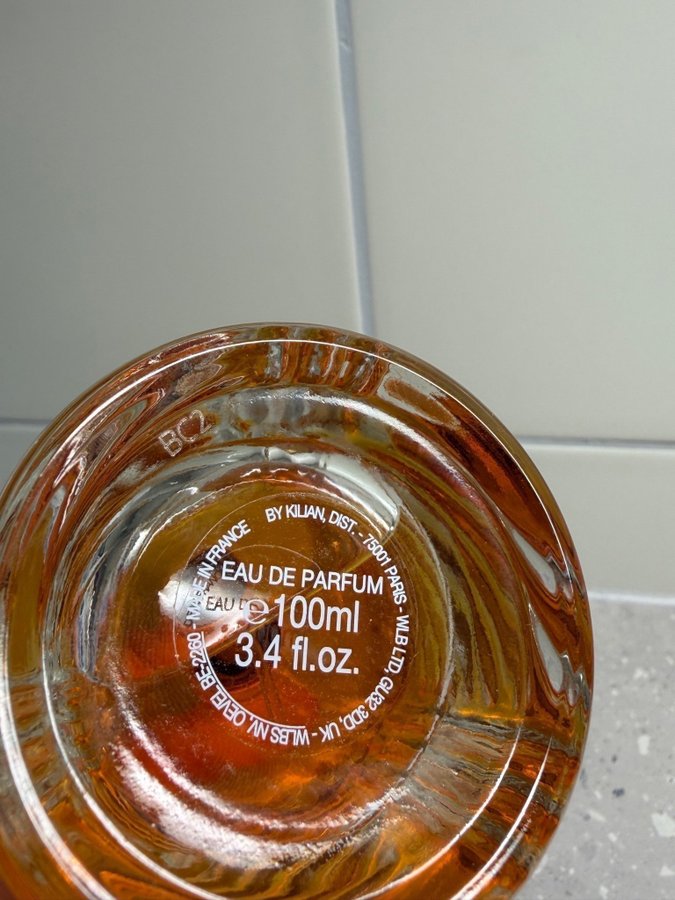 BC2
BY KILIAN, DIST. - 75001 PARIS - WLB LTD, GU32 3DD, UK - WLBS NV, OEVEL BE-2260 - MADE IN FRANCE
EAU DE PARFUM
EAU
e 100ml
3.4 fl.oz.